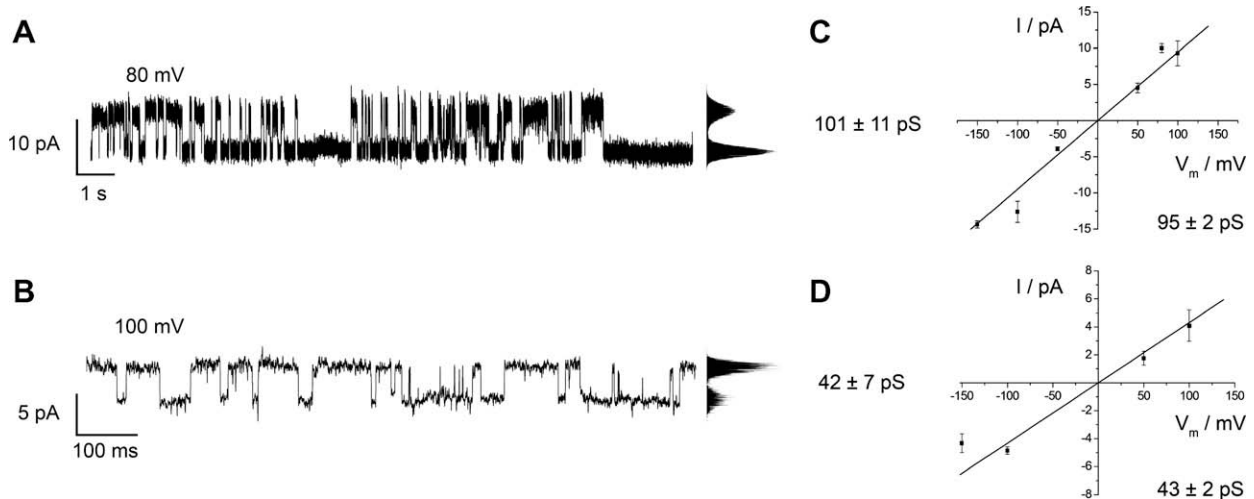 A
80 mV
10 pA
1 s
B
100 mV
5 pA
100 ms
C
I / pA
15
10
5
-150 -100 -50 50 100 150
-5
-10
-15
V_m / mV
101 ± 11 pS
95 ± 2 pS
D
I / pA
8
6
4
2
-150 -100 -50 50 100 150
-2
-4
-6
-8
V_m / mV
42 ± 7 pS
43 ± 2 pS